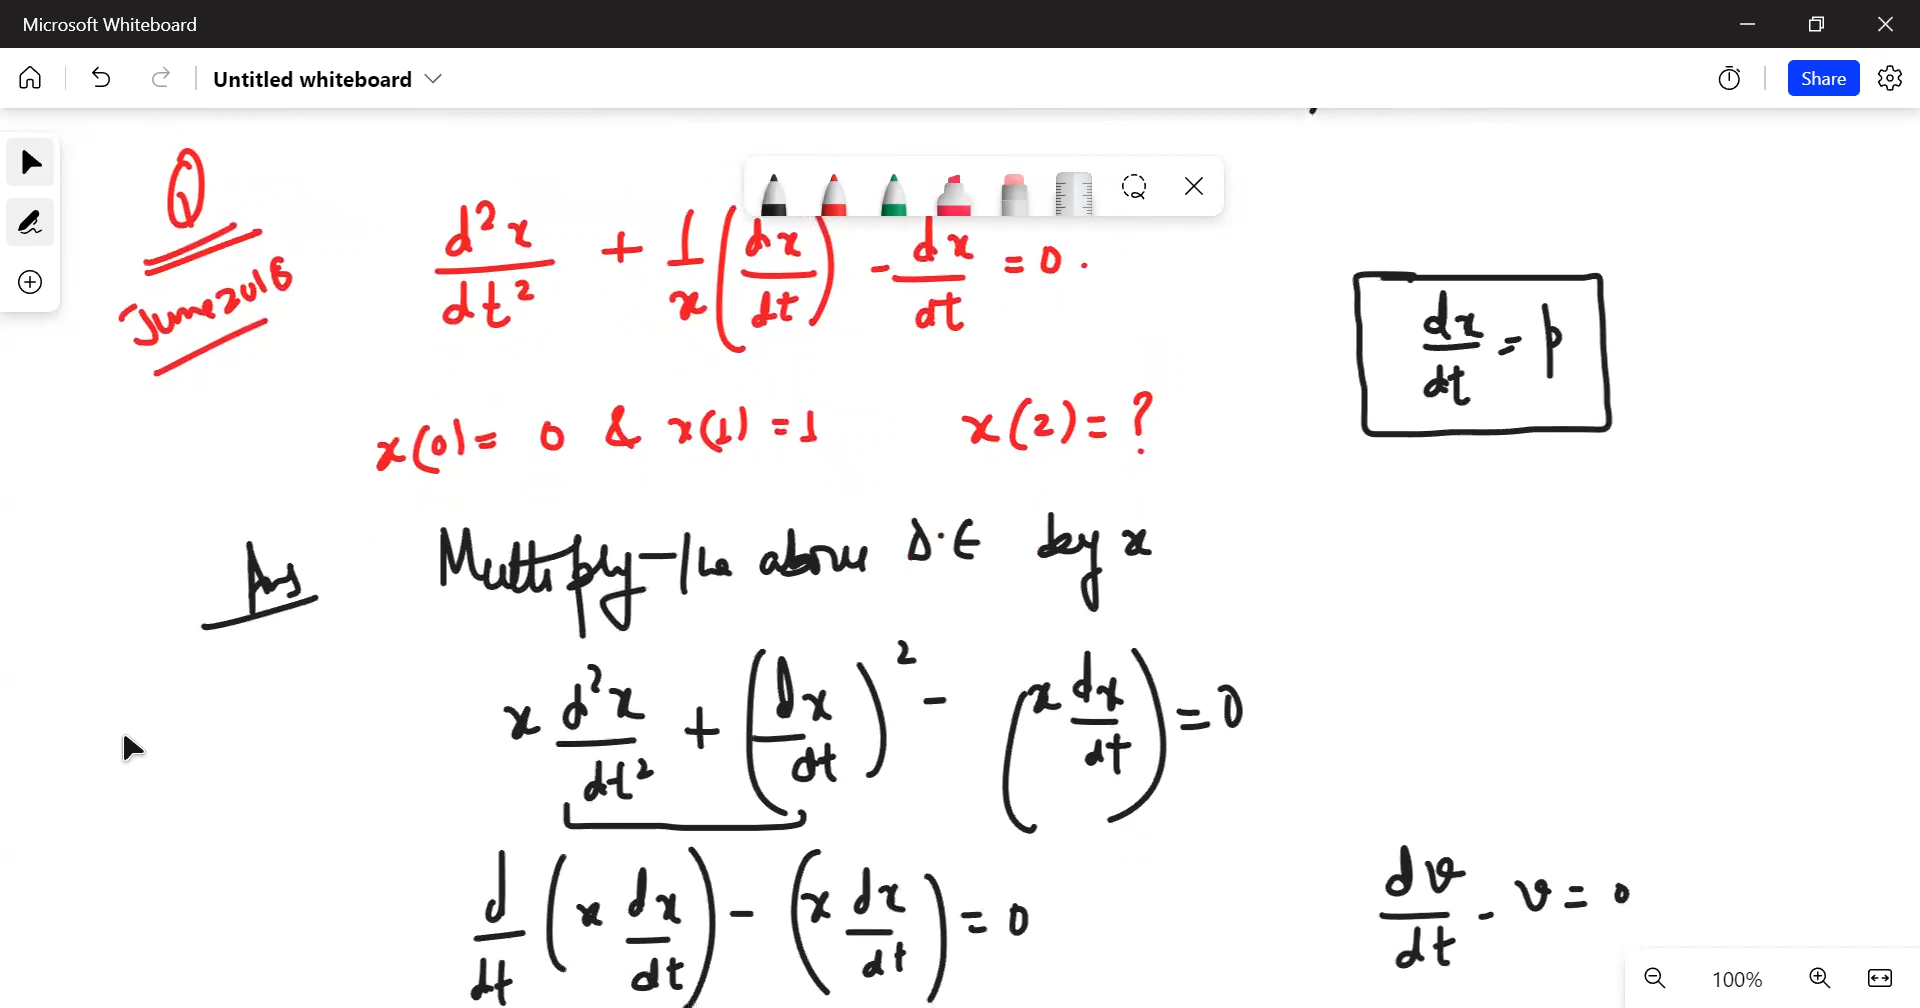 Microsoft Whiteboard
Untitled whiteboard
Share
Q
June 2018
d²x/dt² + 1/x (dx/dt) - dx/dt = 0.
dx/dt = p
x(0) = 0 & x(1) = 1 x(2) = ?
Ans
Multiply the above D.E by x
x d²x/dt² + (dx/dt)² - (x dx/dt) = 0
d/dt (x dx/dt) - (x dx/dt) = 0
dv/dt - v = 0
100%